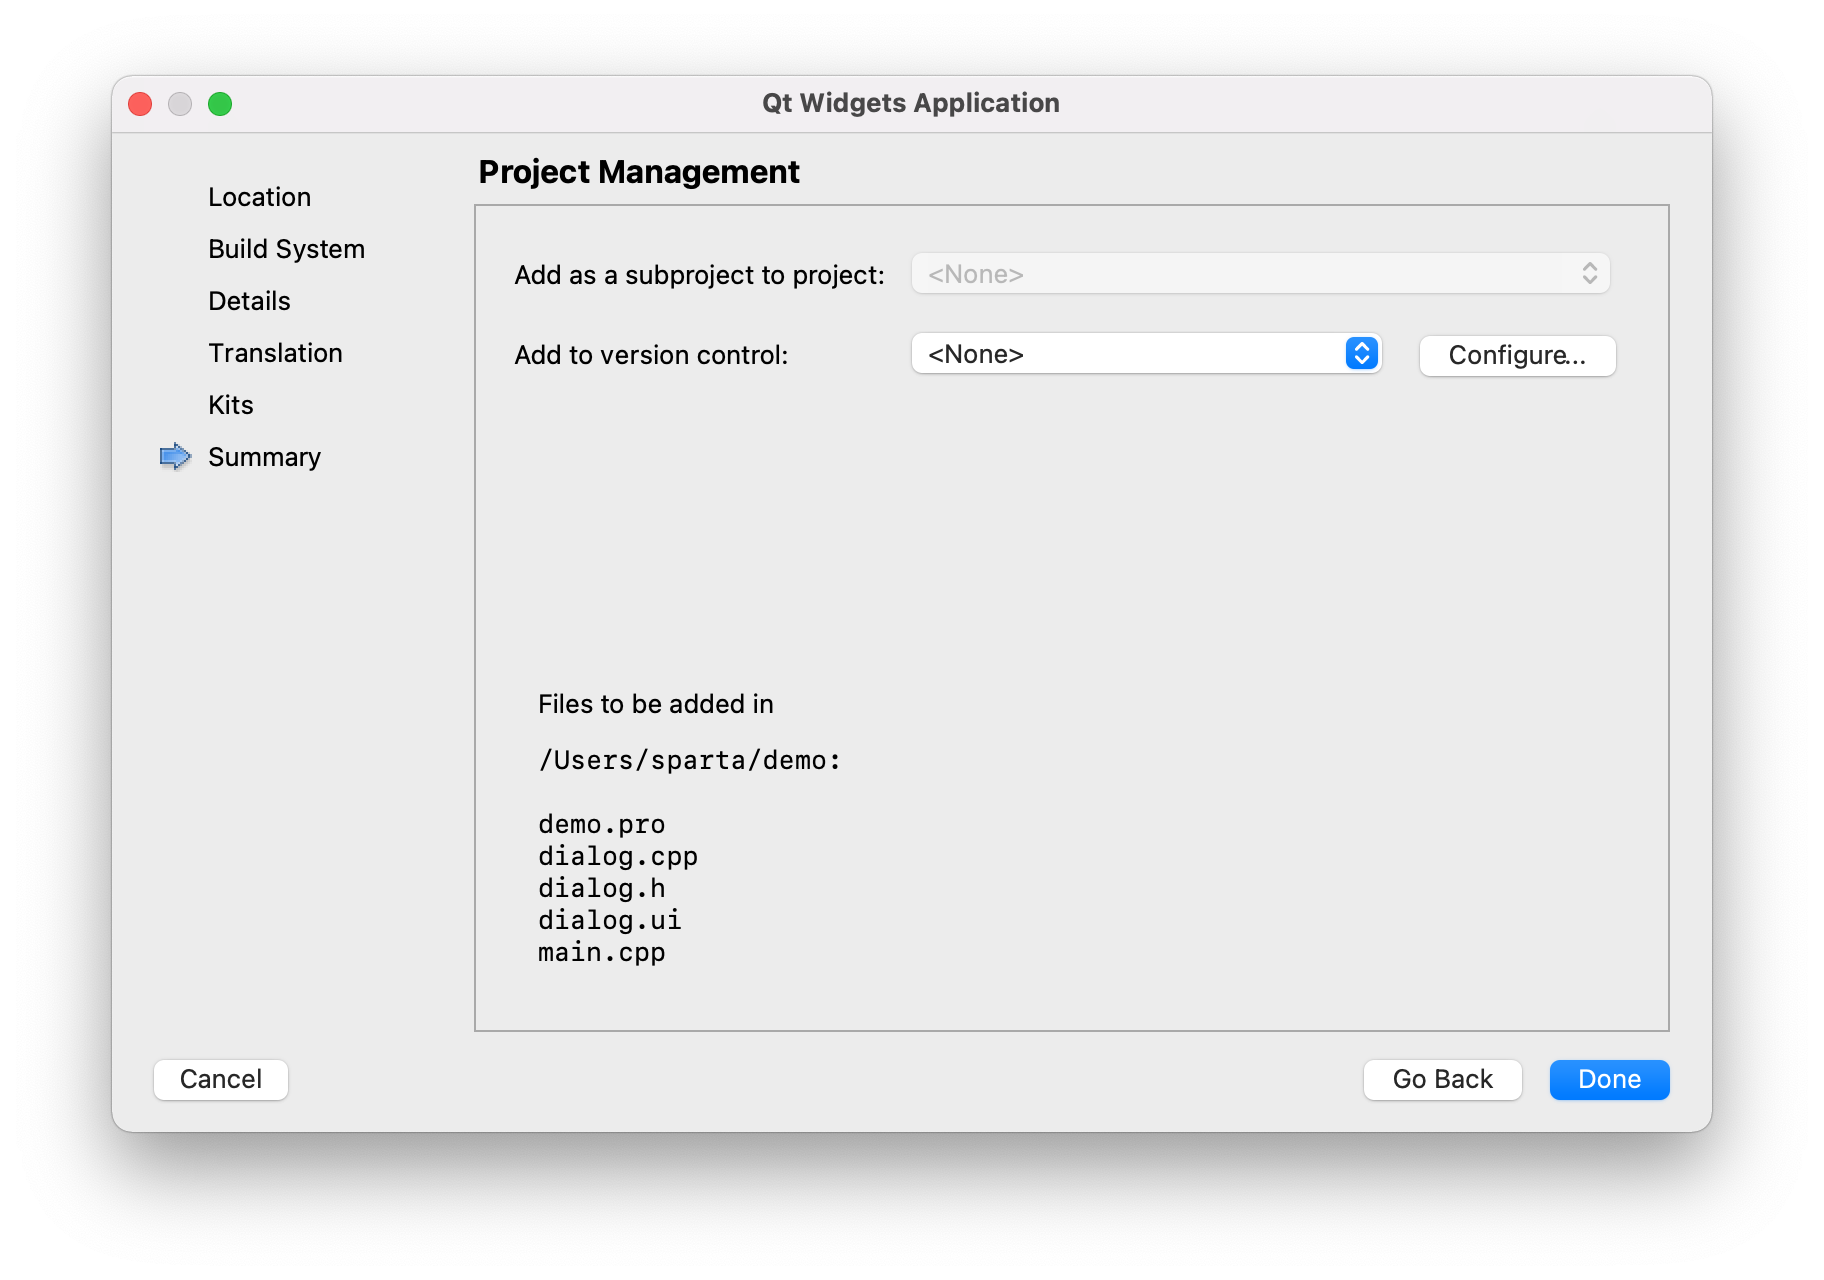 Qt Widgets Application
Location
Build System
Details
Translation
Kits
Summary
Project Management
Add as a subproject to project: <None>
Add to version control: <None> Configure...
Files to be added in
/Users/sparta/demo:
demo.pro
dialog.cpp
dialog.h
dialog.ui
main.cpp
Cancel Go Back Done